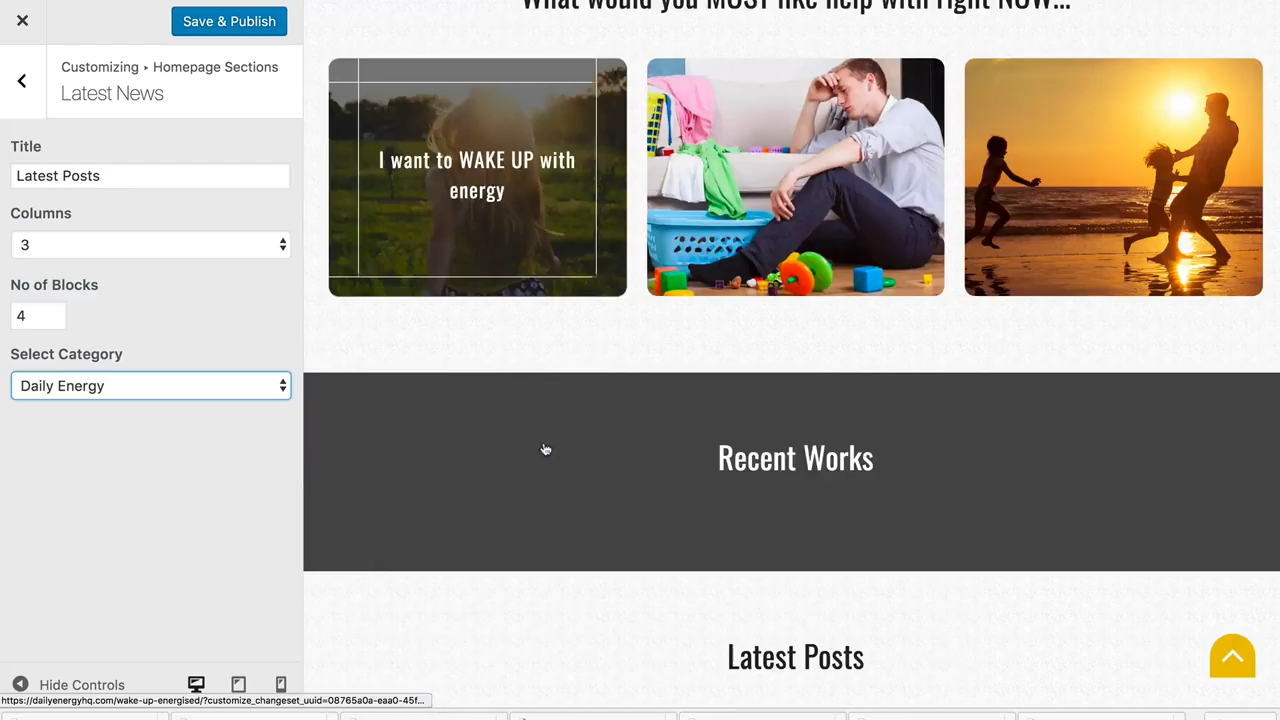 Save & Publish
Customizing ▸ Homepage Sections
Latest News
Title
Latest Posts
Columns
3
No of Blocks
4
Select Category
Daily Energy
Hide Controls
https://dailyenergyhq.com/wake-up-energised/?customize_changeset_uuid=08765a0a-eaa0-45f...
What would you MOST like help with right NOW...
I want to WAKE UP with
energy
Recent Works
Latest Posts